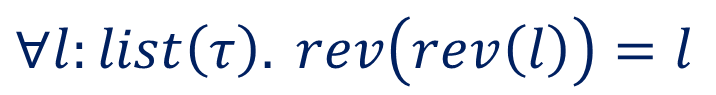 ∀l: list(τ). rev(rev(l)) = l